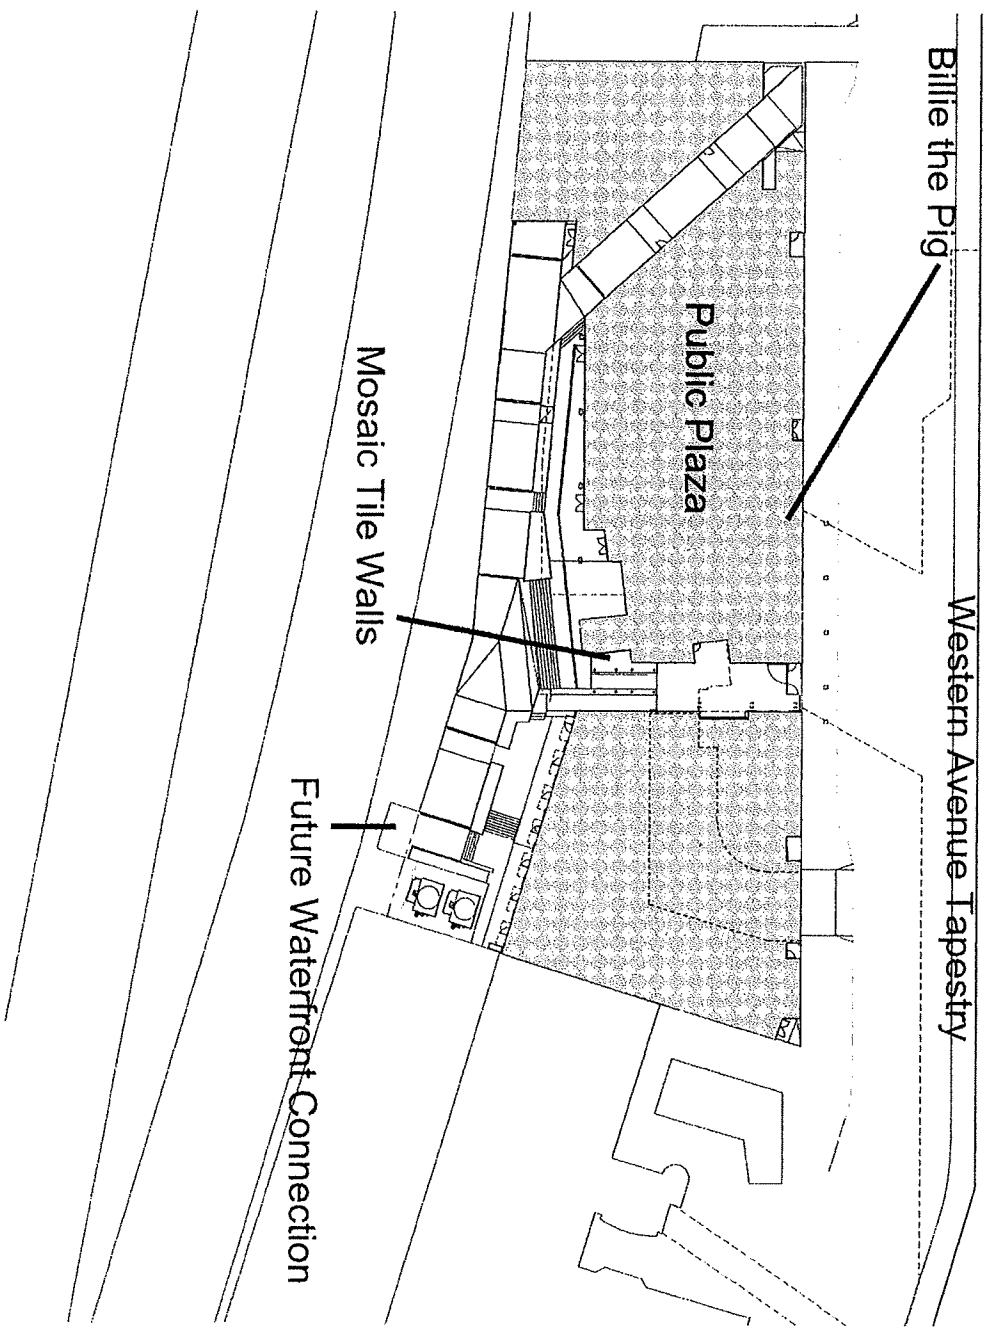 Western Avenue Tapestry
Billie the Pig
Public Plaza
Mosaic Tile Walls
Future Waterfront Connection